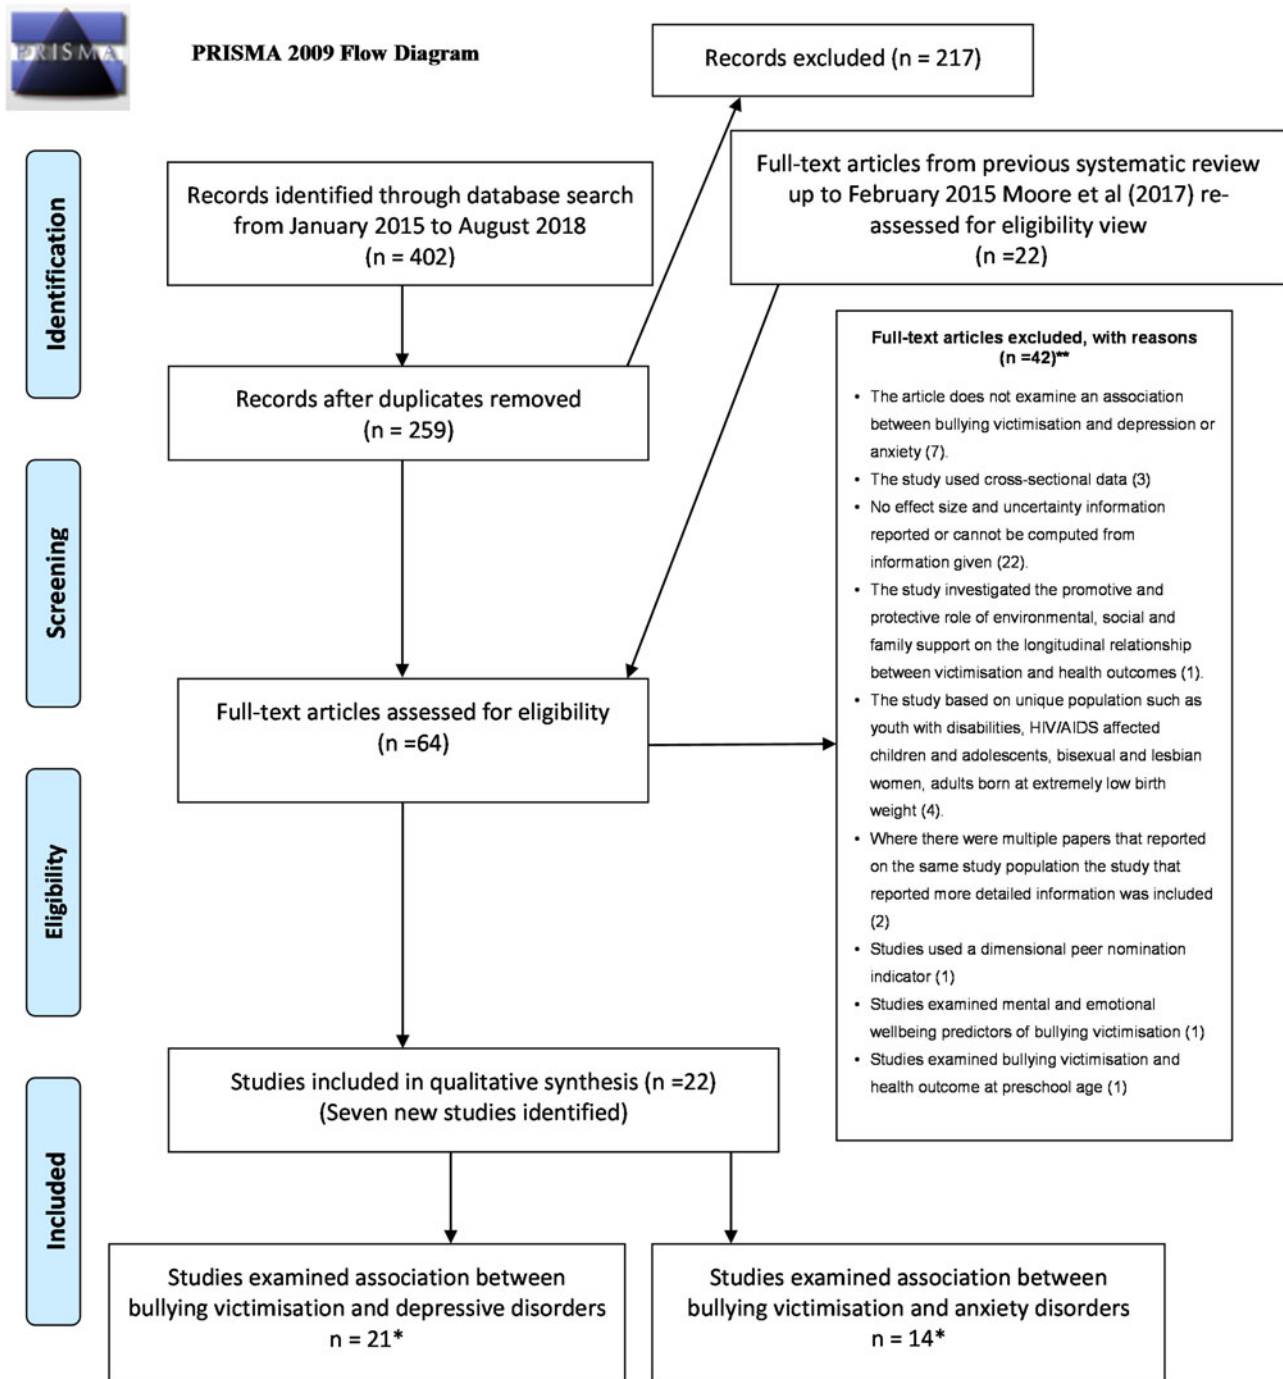 PRISMA
PRISMA 2009 Flow Diagram
Records excluded (n = 217)
Identification
Records identified through database search
from January 2015 to August 2018
(n = 402)
Full-text articles from previous systematic review
up to February 2015 Moore et al (2017) re-
assessed for eligibility view
(n =22)
Records after duplicates removed
(n = 259)
Screening
Full-text articles excluded, with reasons
(n =42)**
• The article does not examine an association
between bullying victimisation and depression or
anxiety (7).
• The study used cross-sectional data (3)
• No effect size and uncertainty information
reported or cannot be computed from
information given (22).
• The study investigated the promotive and
protective role of environmental, social and
family support on the longitudinal relationship
between victimisation and health outcomes (1).
• The study based on unique population such as
youth with disabilities, HIV/AIDS affected
children and adolescents, bisexual and lesbian
women, adults born at extremely low birth
weight (4).
• Where there were multiple papers that reported
on the same study population the study that
reported more detailed information was included
(2)
• Studies used a dimensional peer nomination
indicator (1)
• Studies examined mental and emotional
wellbeing predictors of bullying victimisation (1)
• Studies examined bullying victimisation and
health outcome at preschool age (1)
Full-text articles assessed for eligibility
(n =64)
Eligibility
Studies included in qualitative synthesis (n =22)
(Seven new studies identified)
Included
Studies examined association between
bullying victimisation and depressive disorders
n = 21*
Studies examined association between
bullying victimisation and anxiety disorders
n = 14*